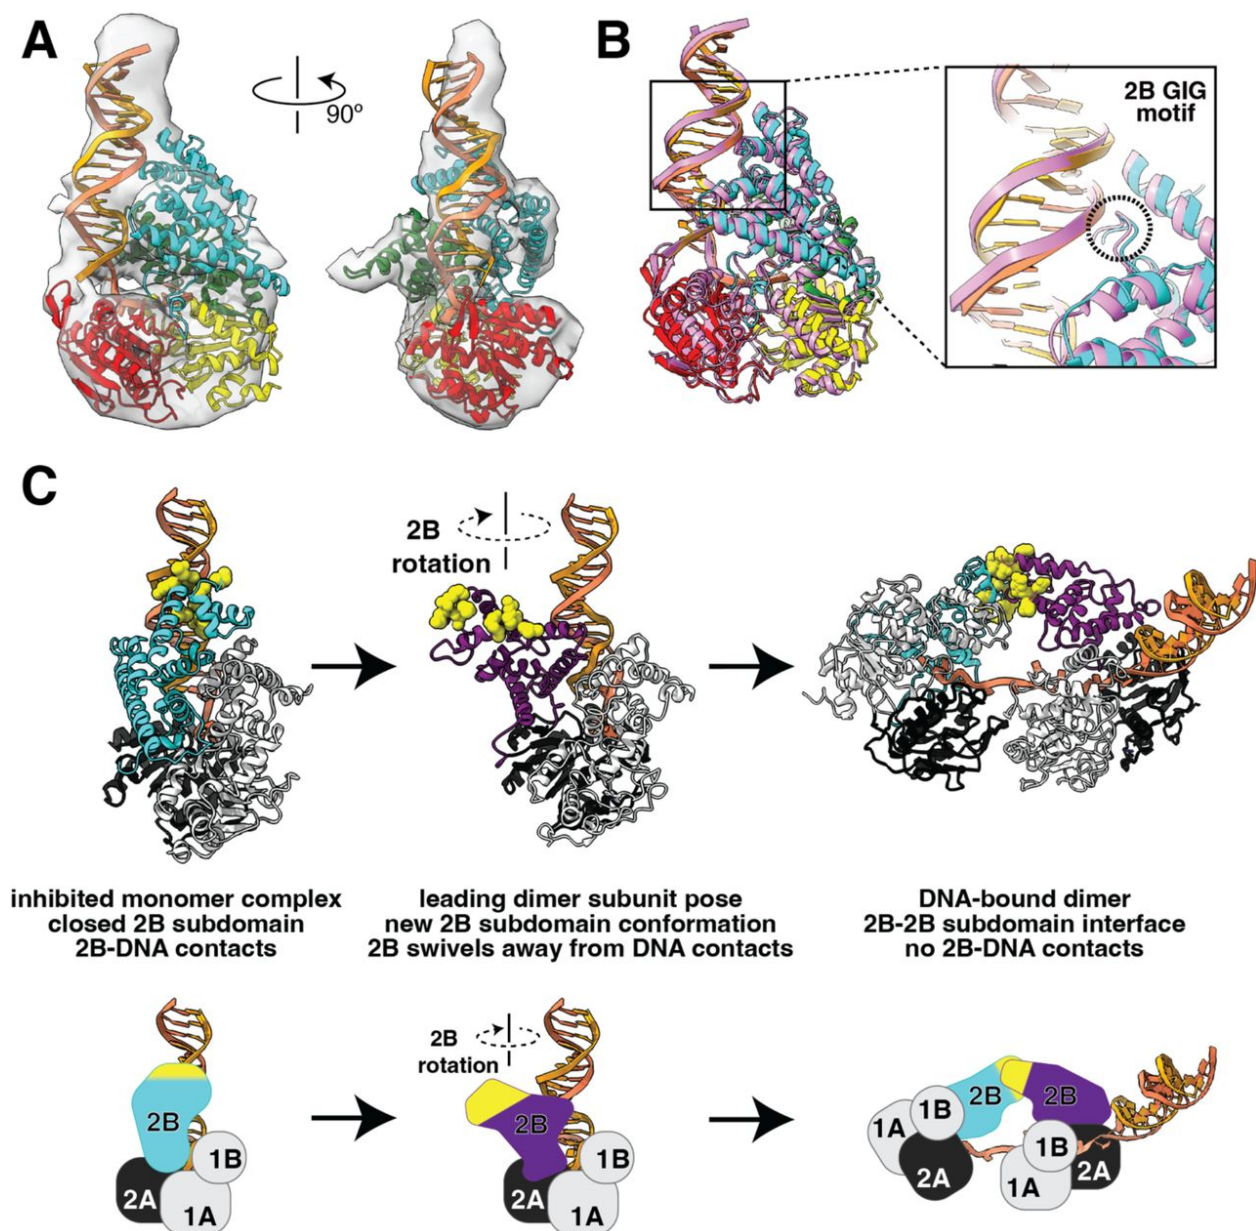 A
90°
B
2B GIG
motif
C
2B
rotation
inhibited monomer complex
closed 2B subdomain
2B-DNA contacts
leading dimer subunit pose
new 2B subdomain conformation
2B swivels away from DNA contacts
DNA-bound dimer
2B-2B subdomain interface
no 2B-DNA contacts
2B
1B
2A
1A
2B
rotation
2B
1B
2A
1A
2B
2B
1B
1A
1B
2A
2A
1A